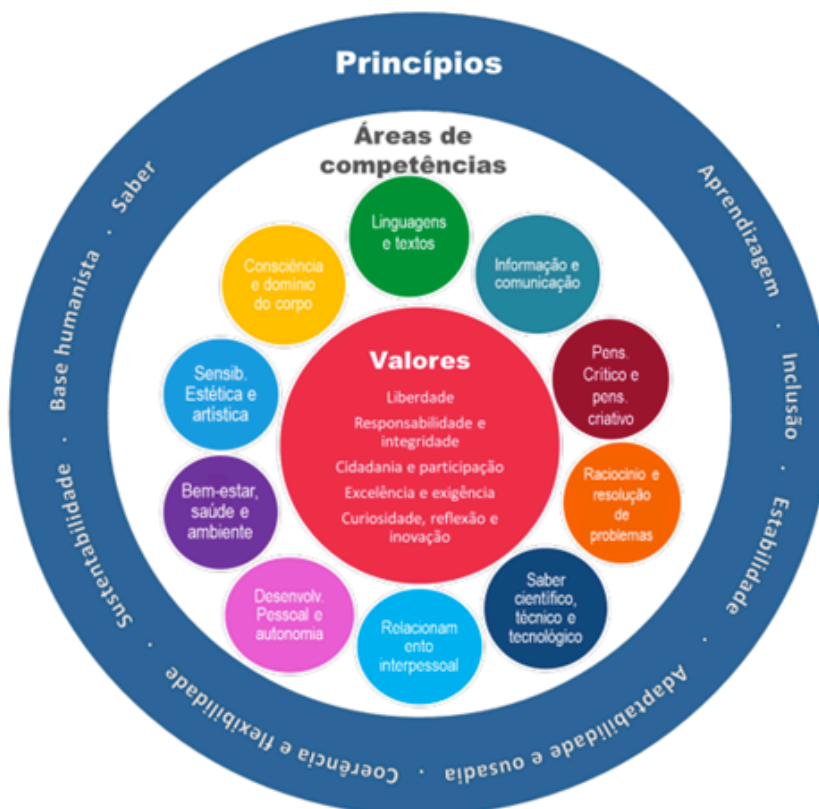 Princípios
Áreas de
competências
Linguagens
e textos
Informação e
comunicação
Pens.
Crítico e
pens.
criativo
Raciocínio e
resolução
de
problemas
Saber
científico,
técnico e
tecnológico
Relacionam
ento
interpessoal
Desenvolv.
Pessoal e
autonomia
Bem-estar,
saúde e
ambiente
Sensib.
Estética e
artística
Consciência
e domínio
do corpo
Valores
Liberdade
Responsabilidade e
integridade
Cidadania e participação
Excelência e exigência
Curiosidade, reflexão e
inovação
Aprendizagem · Inclusão · Estabilidade · Adaptabilidade e ousadia · Coerência e flexibilidade · Sustentabilidade · Base humanista · Saber